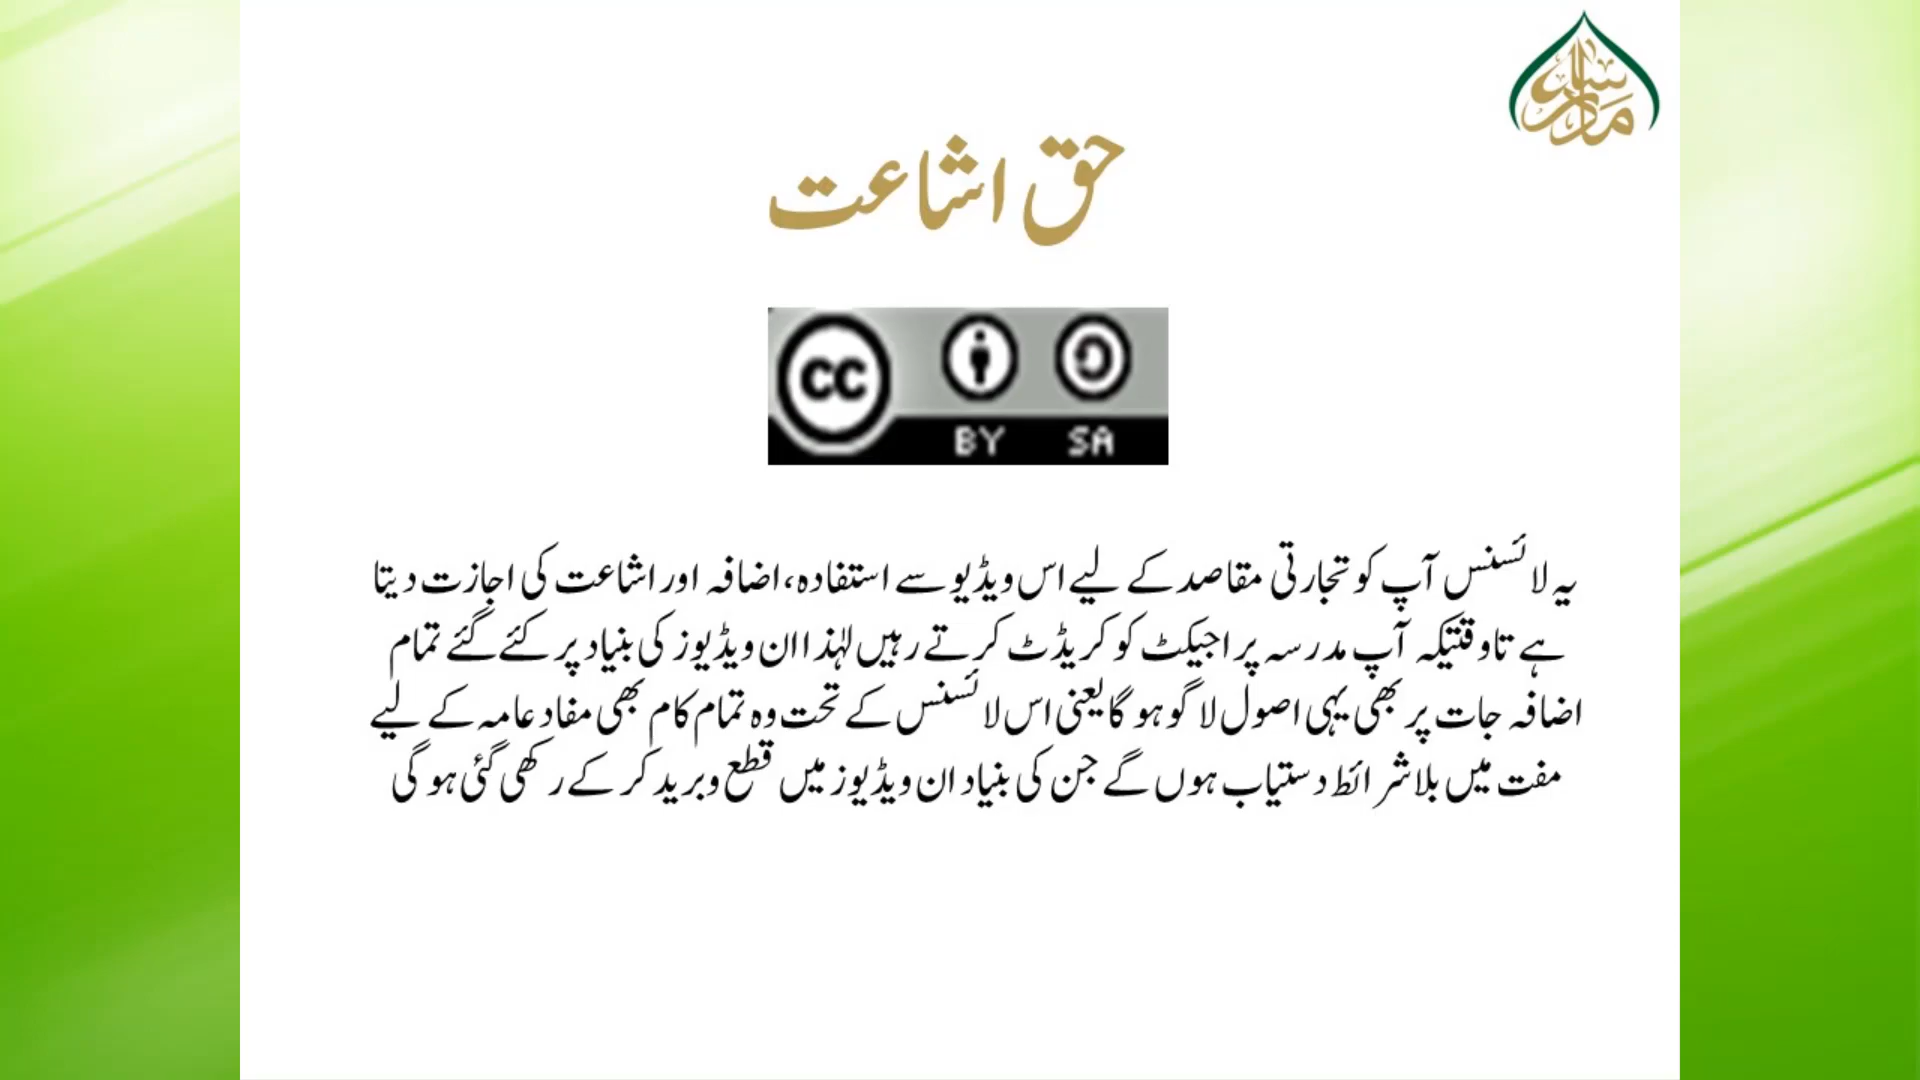 مدرسہ
حق اشاعت
cc
BY SA
یہ لائسنس آپ کو تجارتی مقاصد کے لیے اس ویڈیو سے استفادہ، اضافہ اور اشاعت کی اجازت دیتا
ہے تاوقتیکہ آپ مدرسہ پراجیکٹ کو کریڈٹ کرتے رہیں لہٰذا ان ویڈیوز کی بنیاد پر کئے گئے تمام
اضافہ جات پر بھی یہی اصول لاگو ہو گا یعنی اس لائسنس کے تحت وہ تمام کام بھی مفاد عامہ کے لیے
مفت میں بلا شرائط دستیاب ہوں گے جن کی بنیاد ان ویڈیوز میں قطع و برید کر کے رکھی گئی ہو گی